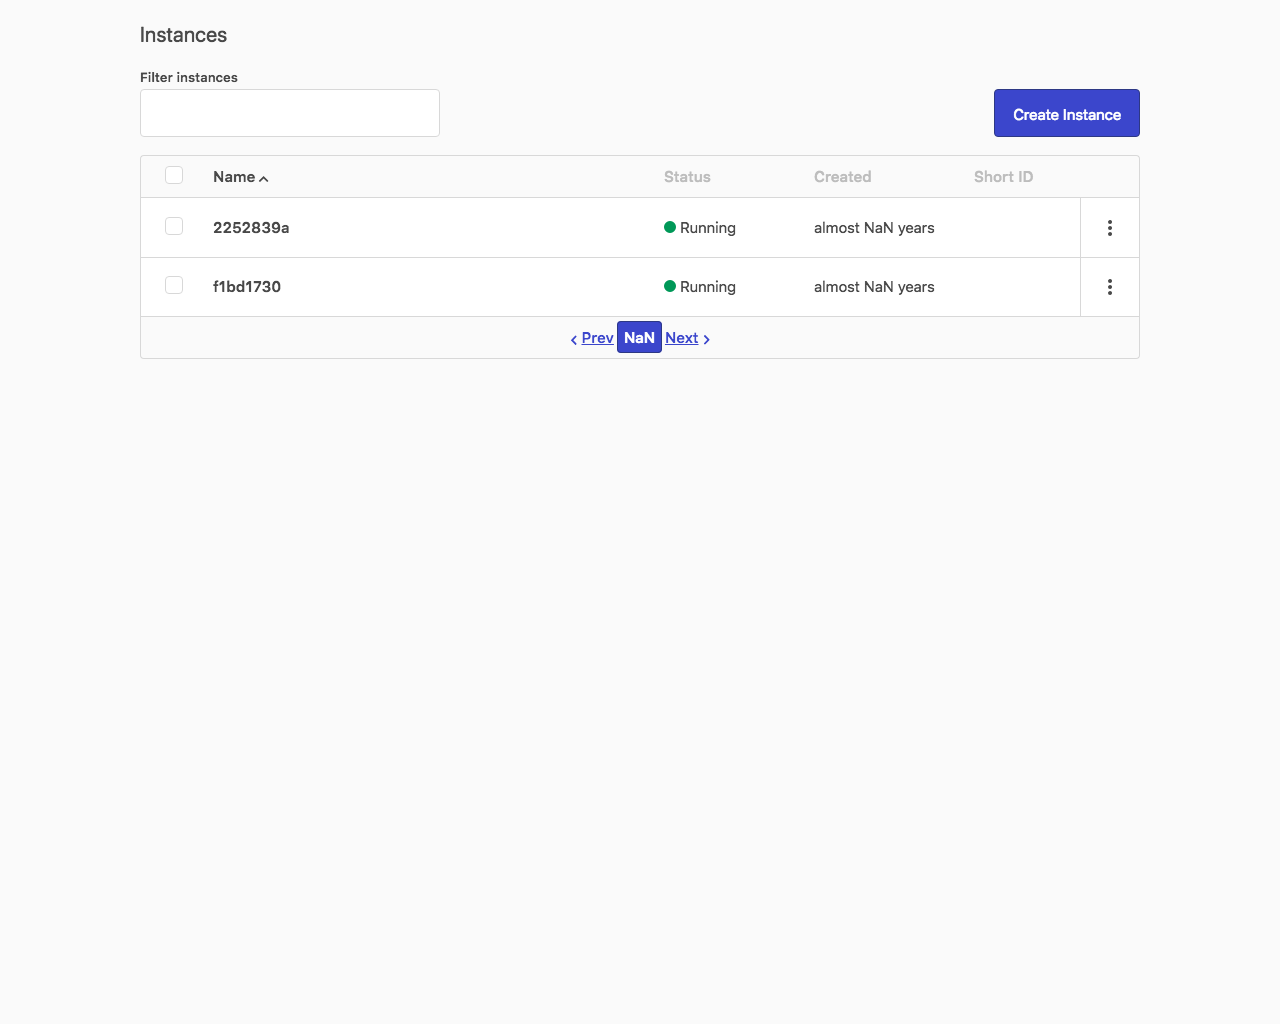 Instances
Filter instances
Create Instance
Name Status Created Short ID
2252839a Running almost NaN years
f1bd1730 Running almost NaN years
Prev NaN Next